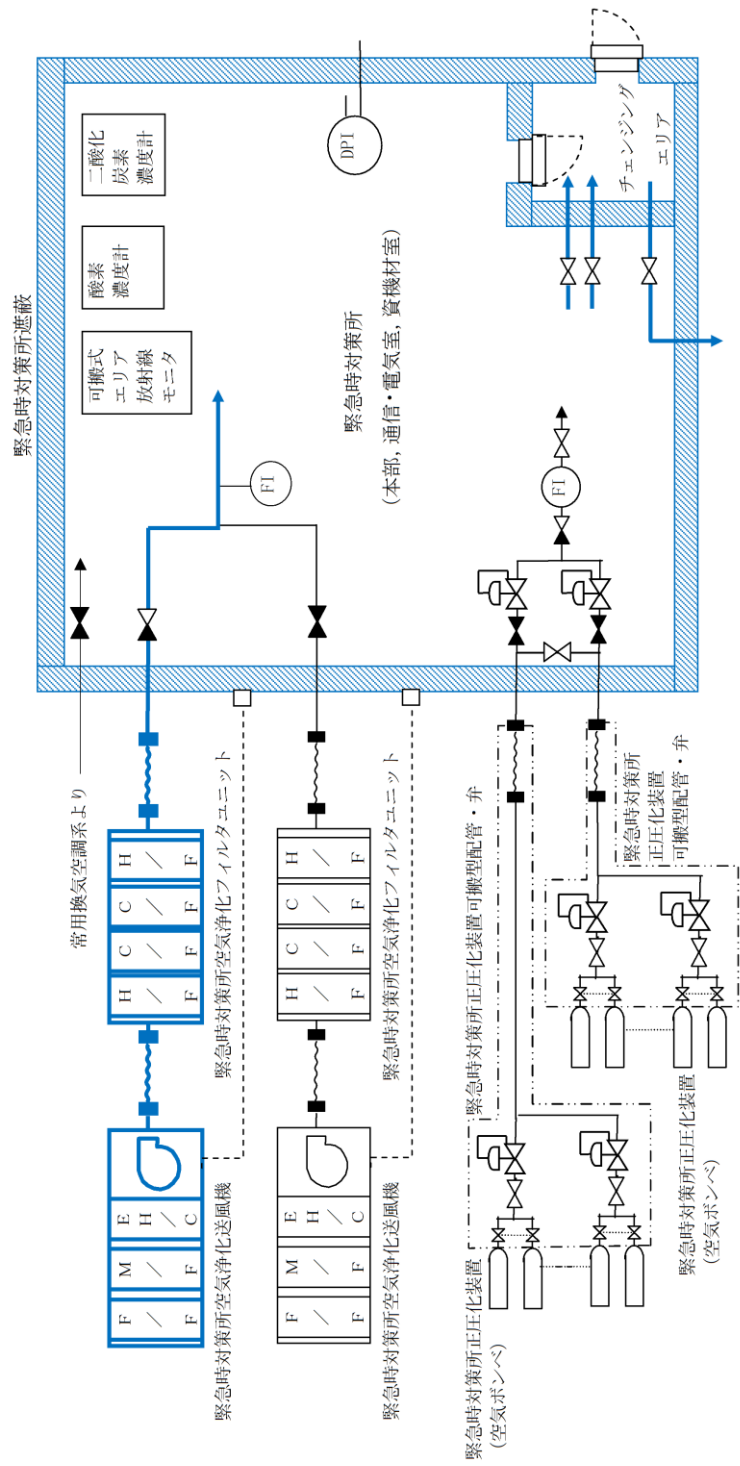 緊急時対策所遮蔽
二酸化
炭素
濃度計
酸素
濃度計
可搬式
エリア
放射線
モニタ
DPI
チェンジング
エリア
緊急時対策所
(本部, 通信・電気室, 資機材室)
FI
FI
常用換気空調系より
F/F
M/F
EH/C
H/F
C/F
C/F
H/F
緊急時対策所空気浄化送風機
緊急時対策所空気浄化フィルタユニット
F/F
M/F
EH/C
H/F
C/F
C/F
H/F
緊急時対策所空気浄化送風機
緊急時対策所空気浄化フィルタユニット
緊急時対策所正圧化装置可搬型配管・弁
緊急時対策所正圧化装置
(空気ボンベ)
緊急時対策所
正圧化装置
可搬型配管・弁
緊急時対策所正圧化装置
(空気ボンベ)